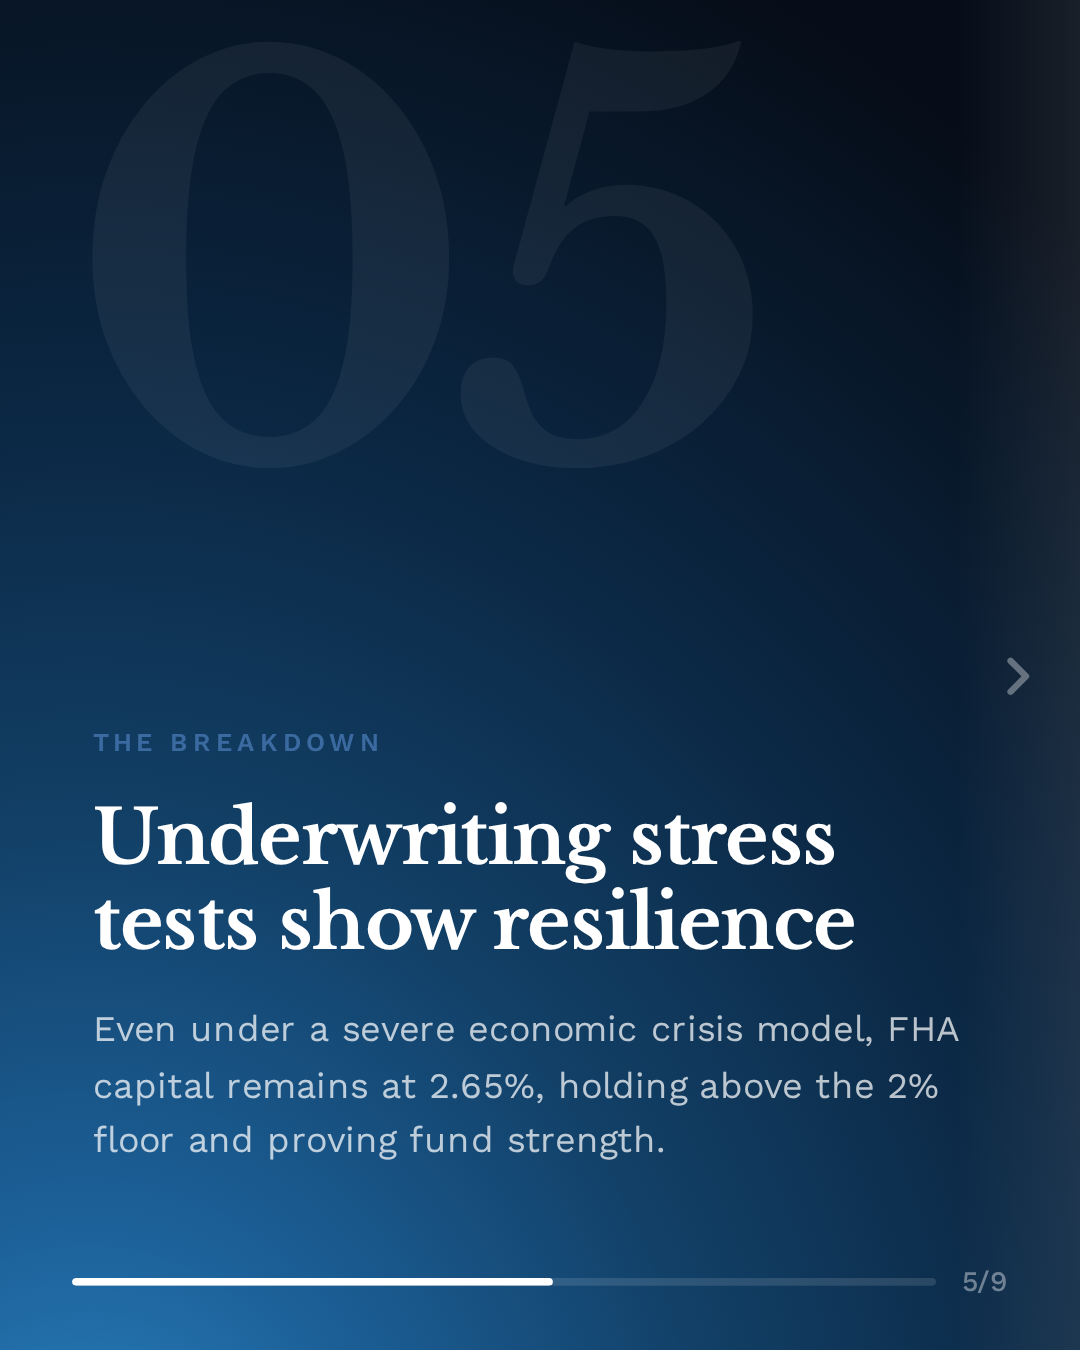 05
THE BREAKDOWN
Underwriting stress
tests show resilience
Even under a severe economic crisis model, FHA
capital remains at 2.65%, holding above the 2%
floor and proving fund strength.
5/9